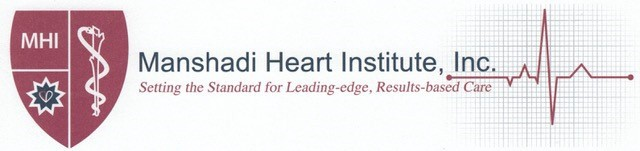 MHI
Manshadi Heart Institute, Inc.
Setting the Standard for Leading-edge, Results-based Care